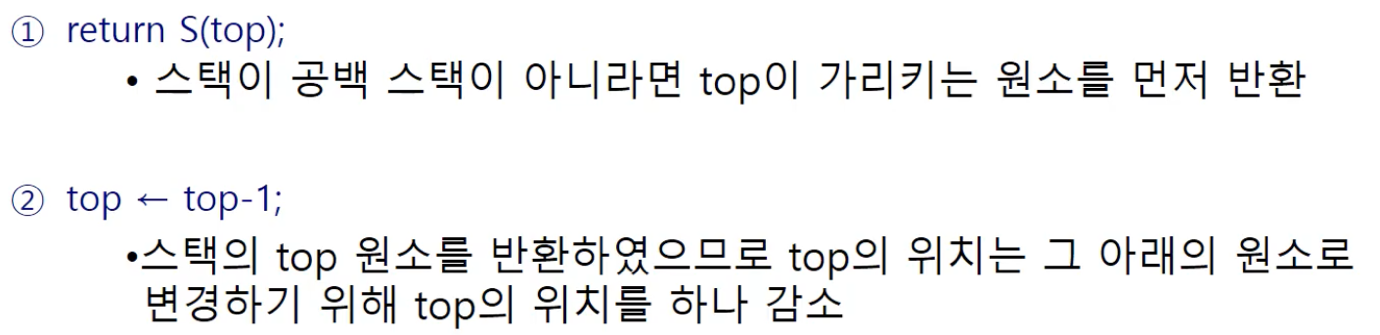 ① return S(top);
• 스택이 공백 스택이 아니라면 top이 가리키는 원소를 먼저 반환
② top ← top-1;
•스택의 top 원소를 반환하였으므로 top의 위치는 그 아래의 원소로
변경하기 위해 top의 위치를 하나 감소